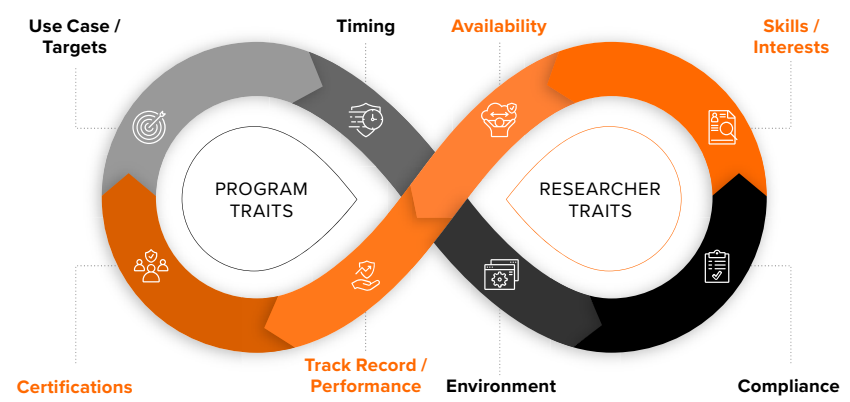 Use Case /
Targets
Timing
Availability
Skills /
Interests
PROGRAM
TRAITS
RESEARCHER
TRAITS
Certifications
Track Record /
Performance
Environment
Compliance